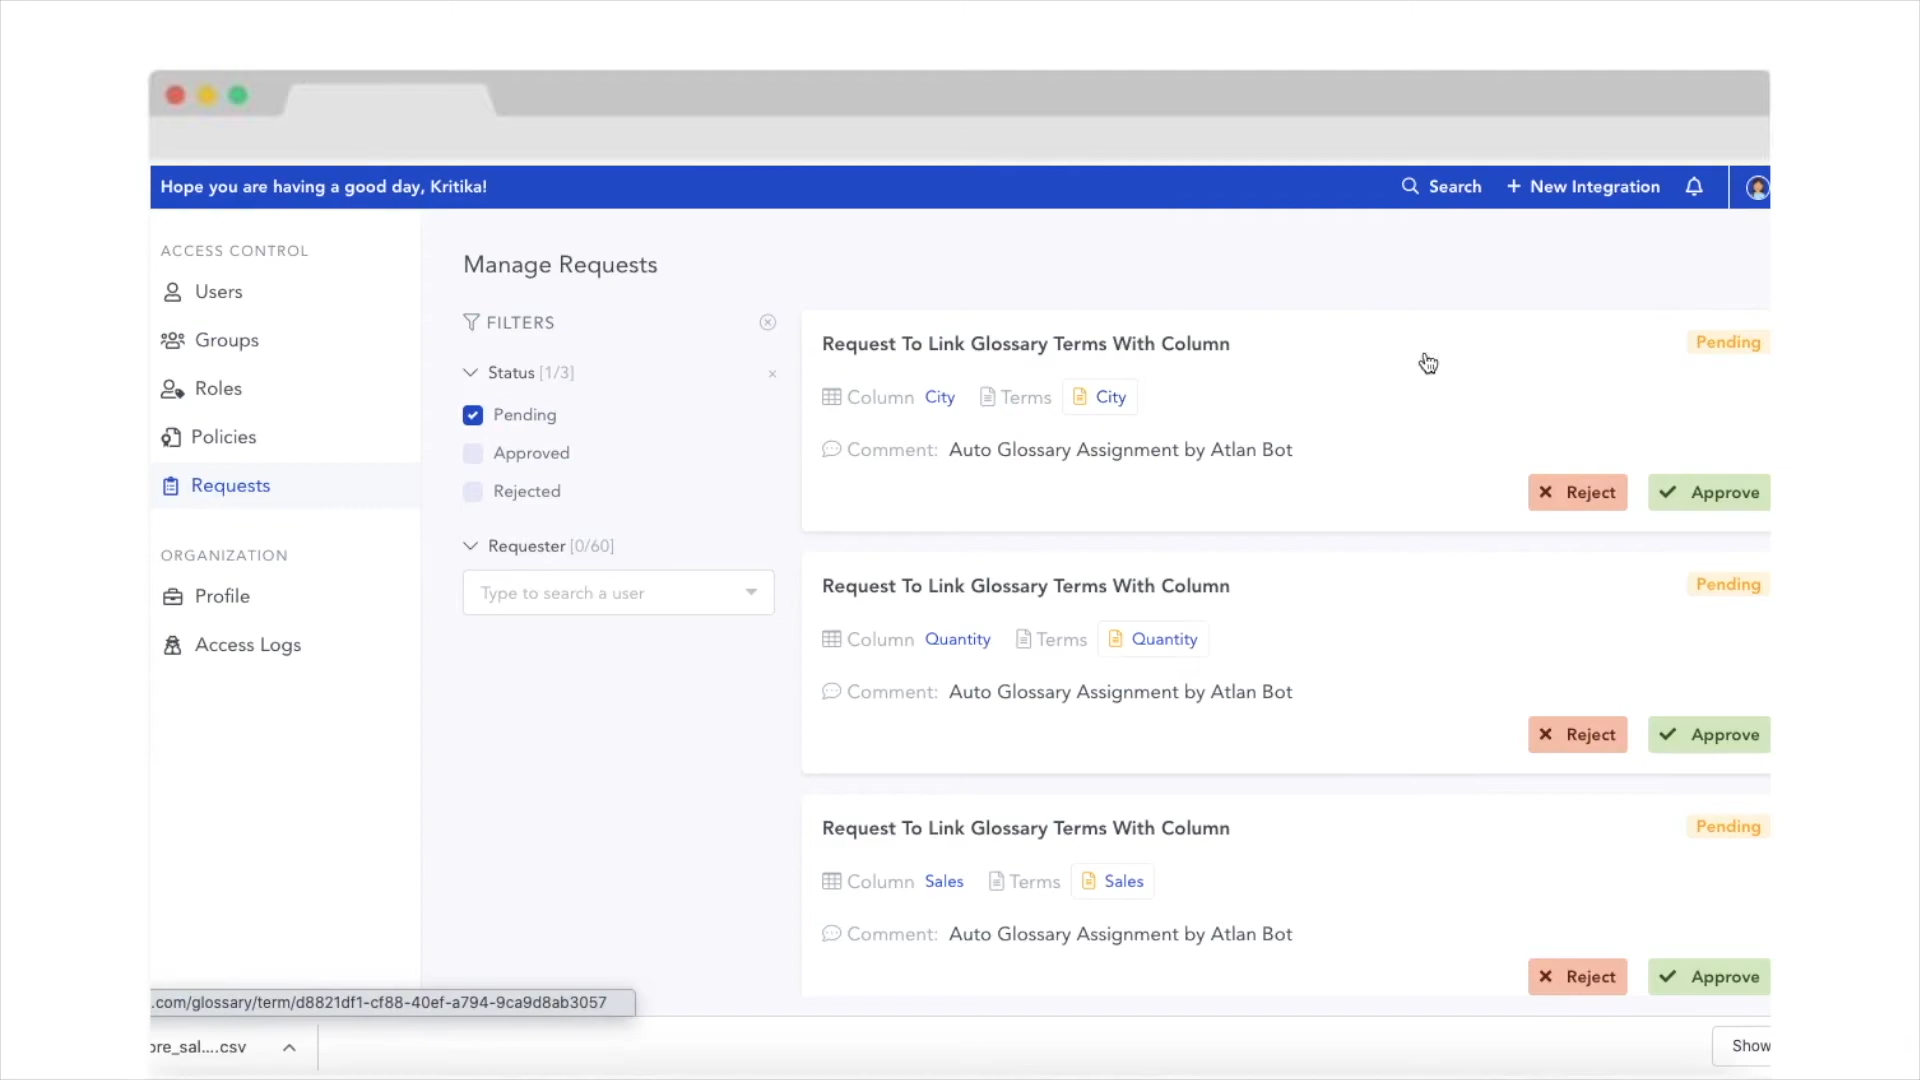 Hope you are having a good day, Kritika!
Search
New Integration
ACCESS CONTROL
Users
Groups
Roles
Policies
Requests
ORGANIZATION
Profile
Access Logs
Manage Requests
FILTERS
Status [1/3]
Pending
Approved
Rejected
Requester [0/60]
Type to search a user
Request To Link Glossary Terms With Column
Pending
Column City Terms City
Comment: Auto Glossary Assignment by Atlan Bot
Reject
Approve
Request To Link Glossary Terms With Column
Pending
Column Quantity Terms Quantity
Comment: Auto Glossary Assignment by Atlan Bot
Reject
Approve
Request To Link Glossary Terms With Column
Pending
Column Sales Terms Sales
Comment: Auto Glossary Assignment by Atlan Bot
Reject
Approve
.com/glossary/term/d8821df1-cf88-40ef-a794-9ca9d8ab3057
ore_sal....csv
Show